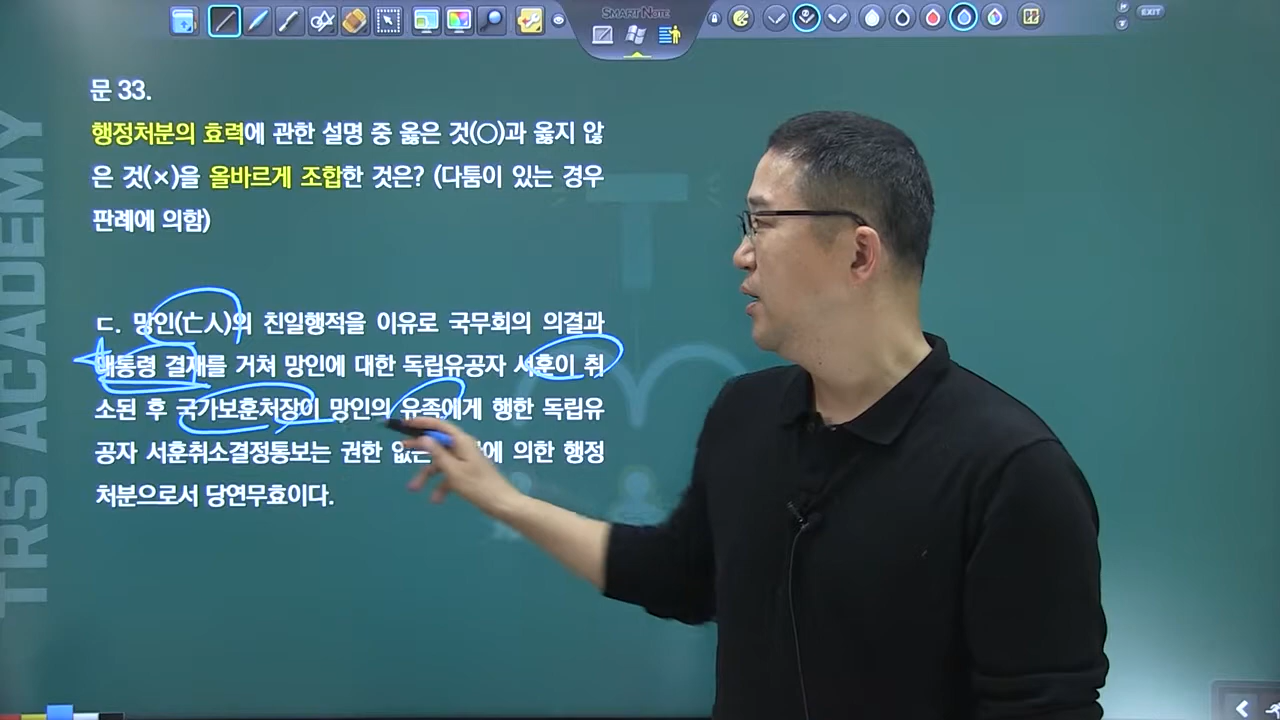 SMART NOTE
EXIT
문 33.
행정처분의 효력에 관한 설명 중 옳은 것(○)과 옳지 않
은 것(×)을 올바르게 조합한 것은? (다툼이 있는 경우
판례에 의함)
ㄷ. 망인(亡人)의 친일행적을 이유로 국무회의 의결과
대통령 결재를 거쳐 망인에 대한 독립유공자 서훈이 취
소된 후 국가보훈처장이 망인의 유족에게 행한 독립유
공자 서훈취소결정통보는 권한 없는 에 의한 행정
처분으로서 당연무효이다.
TRS ACADEMY